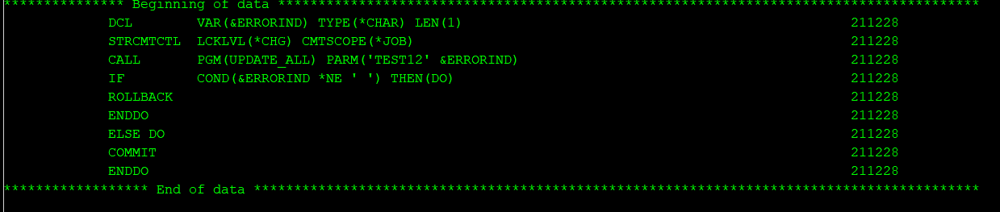 *************** Beginning of data ***************************************************************************************
DCL VAR(&ERRORIND) TYPE(*CHAR) LEN(1) 211228
STRCMTCTL LCKLVL(*CHG) CMTSCOPE(*JOB) 211228
CALL PGM(UPDATE_ALL) PARM('TEST12' &ERRORIND) 211228
IF COND(&ERRORIND *NE ' ') THEN(DO) 211228
ROLLBACK 211228
ENDDO 211228
ELSE DO 211228
COMMIT 211228
ENDDO 211228
****************** End of data ******************************************************************************************